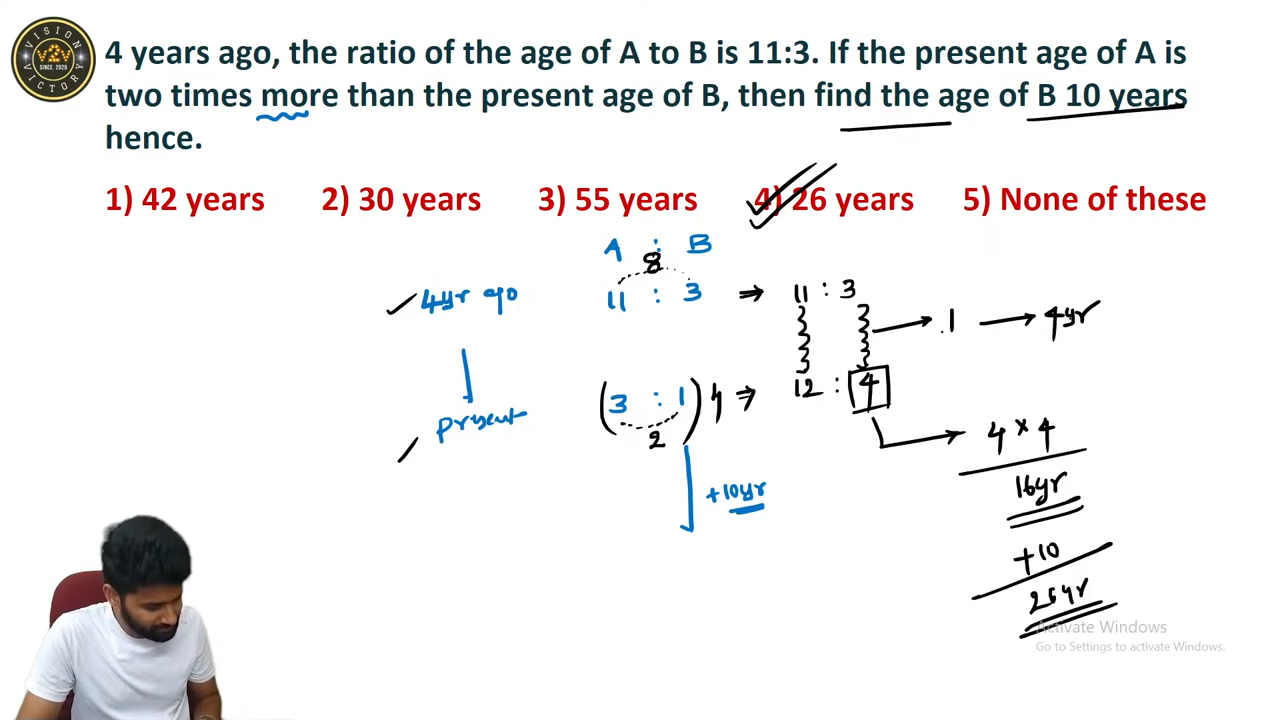 VISION
SINCE. 2020
VICTORY
4 years ago, the ratio of the age of A to B is 11:3. If the present age of A is
two times more than the present age of B, then find the age of B 10 years
hence.
1) 42 years 2) 30 years 3) 55 years 4) 26 years 5) None of these
A : B
8
4yr ago 11 : 3 ⇒ 11 : 3
1 → 4yr
present (3 : 1)4 ⇒ 12 : 4
2
4 × 4
+10yr 16yr
+10
26yr
Activate Windows
Go to Settings to activate Windows.